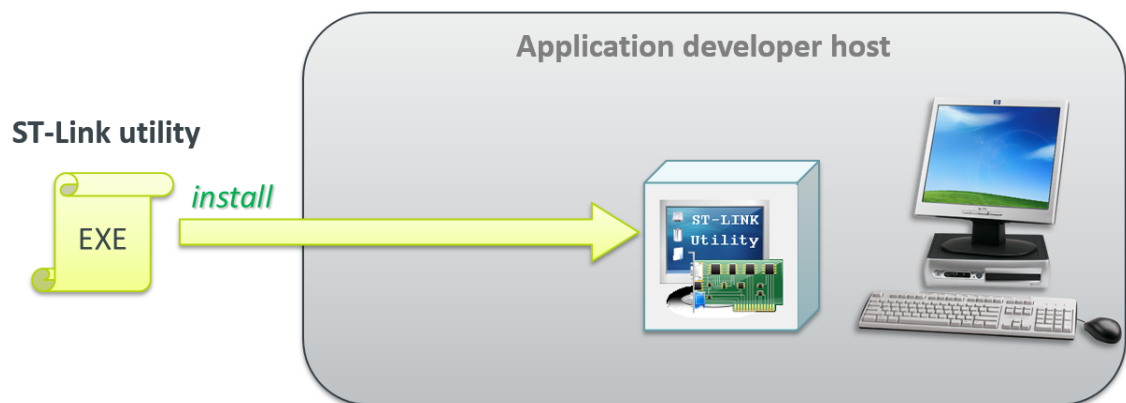 Application developer host
ST-Link utility
EXE
install
ST-LINK
Utility